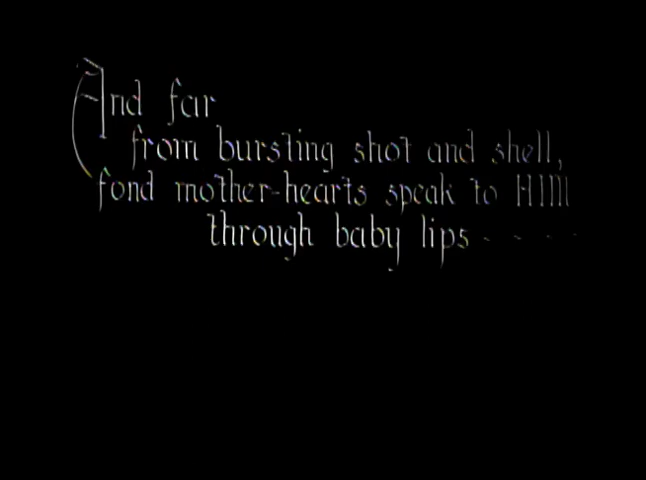 And far
from bursting shot and shell,
fond mother-hearts speak to HIM
through baby lips - - - -